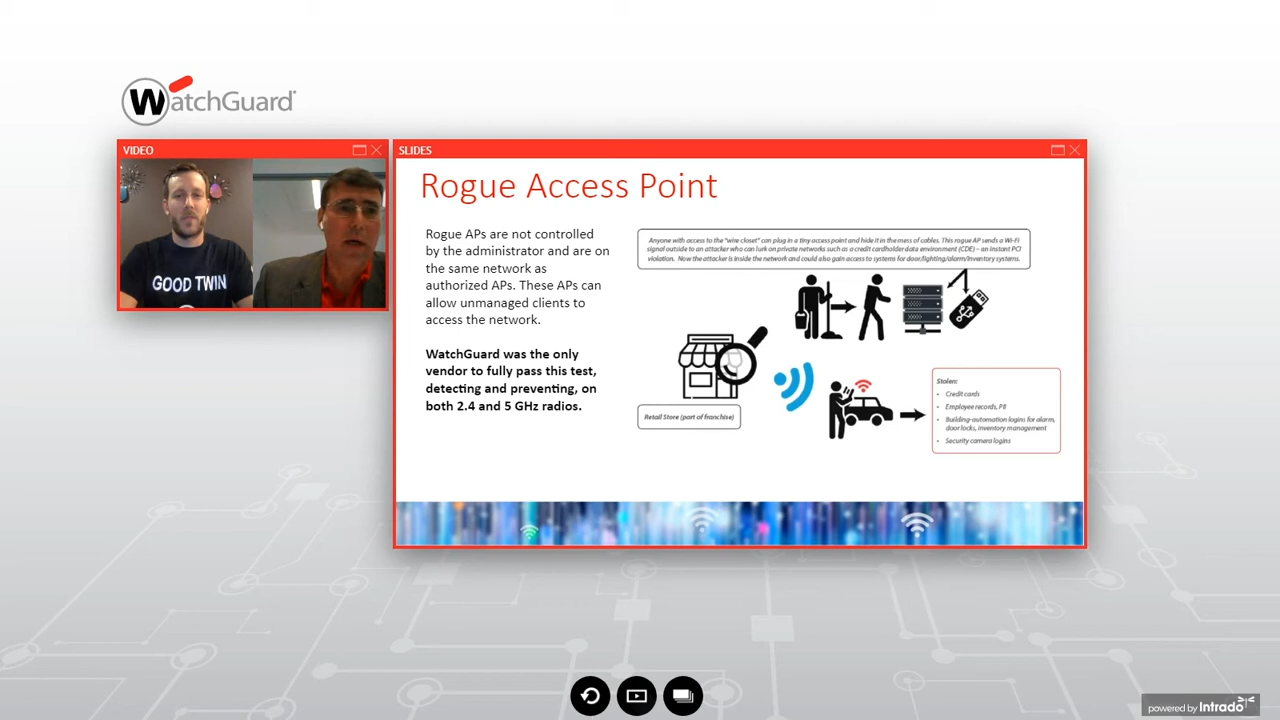 WatchGuard
VIDEO
GOOD TWIN
SLIDES
Rogue Access Point
Rogue APs are not controlled
by the administrator and are on
the same network as
authorized APs. These APs can
allow unmanaged clients to
access the network.
WatchGuard was the only
vendor to fully pass this test,
detecting and preventing, on
both 2.4 and 5 GHz radios.
Anyone with access to the "wire closet" can plug in a tiny access point and hide it in the mess of cables. This rogue AP sends a Wi-Fi
signal outside to an attacker who can lurk on private networks such as a credit cardholder data environment (CDE) – an instant PCI
violation. Now the attacker is inside the network and could also gain access to systems for door/lighting/alarm/inventory systems.
Retail Store (part of franchise)
Stolen:
• Credit cards
• Employee records, PII
• Building-automation logins for alarm,
door locks, inventory management
• Security camera logins
powered by Intrado